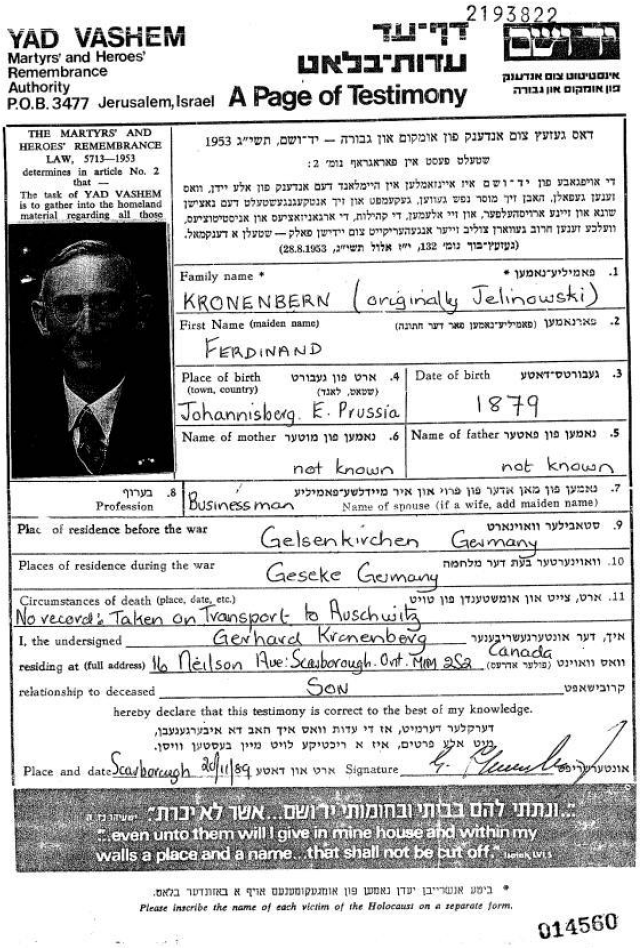 2193822
YAD VASHEM
Martyrs' and Heroes'
Remembrance
Authority
P.O.B. 3477 Jerusalem, Israel
דף-עד
עדות-בלאט
A Page of Testimony
יד ושם
אינסטיטוט צום אנדענק
פון אומקום און גבורה
THE MARTYRS' AND
HEROES' REMEMBRANCE
LAW, 5713—1953
determines in article No. 2
that —
The task of YAD VASHEM
is to gather into the homeland
material regarding all those
דאס געזעץ צום אנדענק פון אומקום און גבורה — יד־ושם, תשי״ג 1953
שטעלט פעסט אין פאראגראף נומ׳ 2:
די אויפגאבע פון יד־ושם איז איינזאמלען אין היימלאנד דעם אנדענק פון אלע יידן, וואס
זענען געפאלן, האבן זיך מוסר נפש געווען, געקעמפט און זיך אנטקעגנגעשטעלט דעם נאצישן
שונא און זיינע ארויסהעלפער, און זיי אלעמען, די קהילות, די ארגאניזאציעס און אינסטיטוציעס,
וועלכע זענען חרוב געווארן צוליב זייער אנגעהעריקייט צום יידישן פאלק — שטעלן א דענקמאל.
(געזעץ־בוך נומ׳ 132, י״ז אלול תשי״ג, 28.8.1953)
Family name * 1. פאמיליע־נאמען *
KRONENBERN (originally Jelinowski)
First Name (maiden name) 2. פארנאמען (פאמיליע־נאמען פאר דער חתונה)
FERDINAND
Place of birth 4. ארט פון געבורט
(town, country) (שטאט, לאנד)
Johannisberg. E. Prussia
Date of birth 3. געבורטס־דאטע
1879
Name of mother 6. נאמען פון מוטער
not known
Name of father 5. נאמען פון פאטער
not known
8. בערוף
Profession
Businessman
7. נאמען פון מאן אדער פון פרוי און איר מיידלשע־פאמיליע
Name of spouse (if a wife, add maiden name)
Plac of residence before the war 9. סטאבילער וואוינארט
Gelsenkirchen Germany
Places of residence during the war 10. וואוינערטער בעת דער מלחמה
Geseke Germany
Circumstances of death (place, date, etc.) 11. ארט, צייט און אומשטענדן פון טויט
No record: Taken on Transport to Auschwitz
I, the undersigned Gerhard Kronenberg איך, דער אונטערגעשריבענער
residing at (full address) 16 Neilson Ave: Scarborough. Ont. M1M 2S2 Canada וואס וואוינט (פולער אדרעס)
relationship to deceased SON קרובישאפט
hereby declare that this testimony is correct to the best of my knowledge.
דערקלער דערמיט, אז די עדות וואס איך האב דא איבערגעגעבן,
מיט אלע פרטים, איז א ריכטיקע לויט מיין בעסטען וויסן.
Place and date Scarborough 20/11/89 ארט און דאטע Signature אונטערשריפט
"ונתתי להם בביתי ובחומותי יד ושם... אשר לא יכרת"
"...even unto them will I give in mine house and within my
walls a place and a name...that shall not be cut off." Isaiah, LVI,5
* ביטע אנשרייבן יעדן נאמען פון אומגעקומענעם אויף א באזונדער בלאט.
Please inscribe the name of each victim of the Holocaust on a separate form.
014560